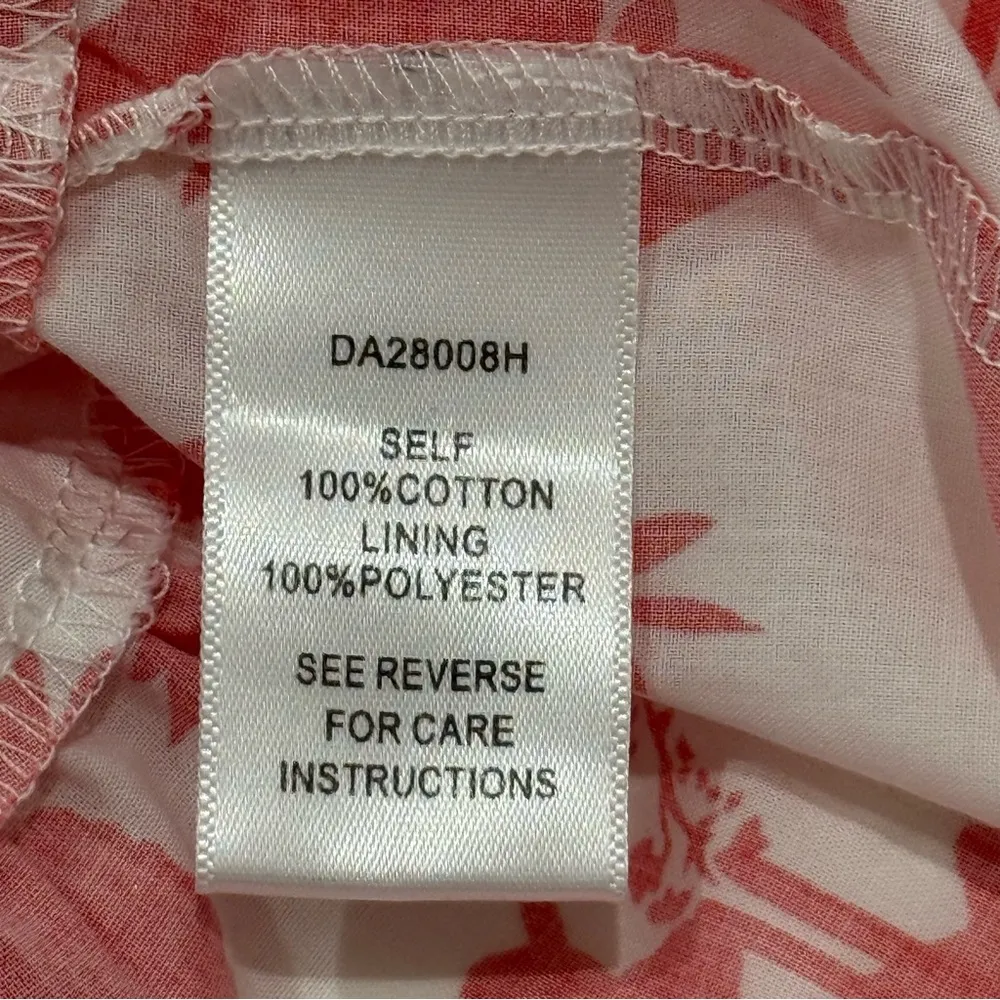 DA28008H
SELF
100%COTTON
LINING
100%POLYESTER
SEE REVERSE
FOR CARE
INSTRUCTIONS